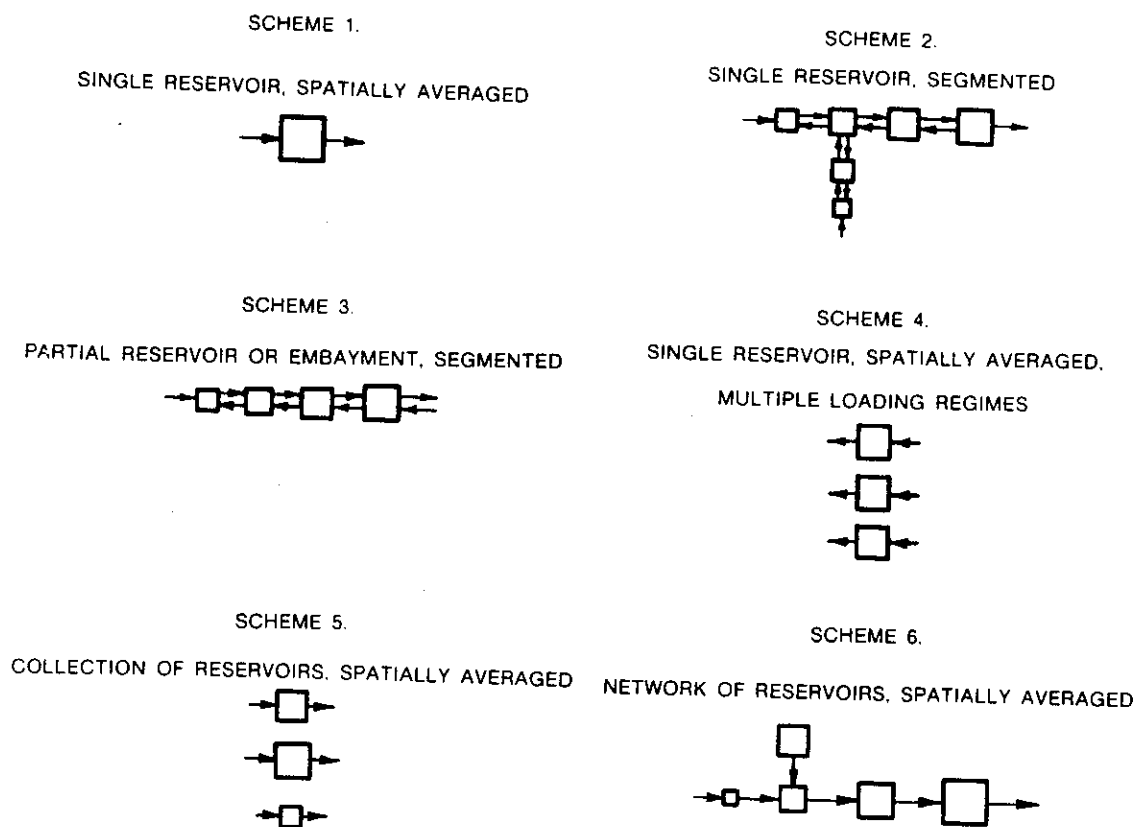 SCHEME 1.
SINGLE RESERVOIR, SPATIALLY AVERAGED
SCHEME 2.
SINGLE RESERVOIR, SEGMENTED
SCHEME 3.
PARTIAL RESERVOIR OR EMBAYMENT, SEGMENTED
SCHEME 4.
SINGLE RESERVOIR, SPATIALLY AVERAGED,
MULTIPLE LOADING REGIMES
SCHEME 5.
COLLECTION OF RESERVOIRS, SPATIALLY AVERAGED
SCHEME 6.
NETWORK OF RESERVOIRS, SPATIALLY AVERAGED